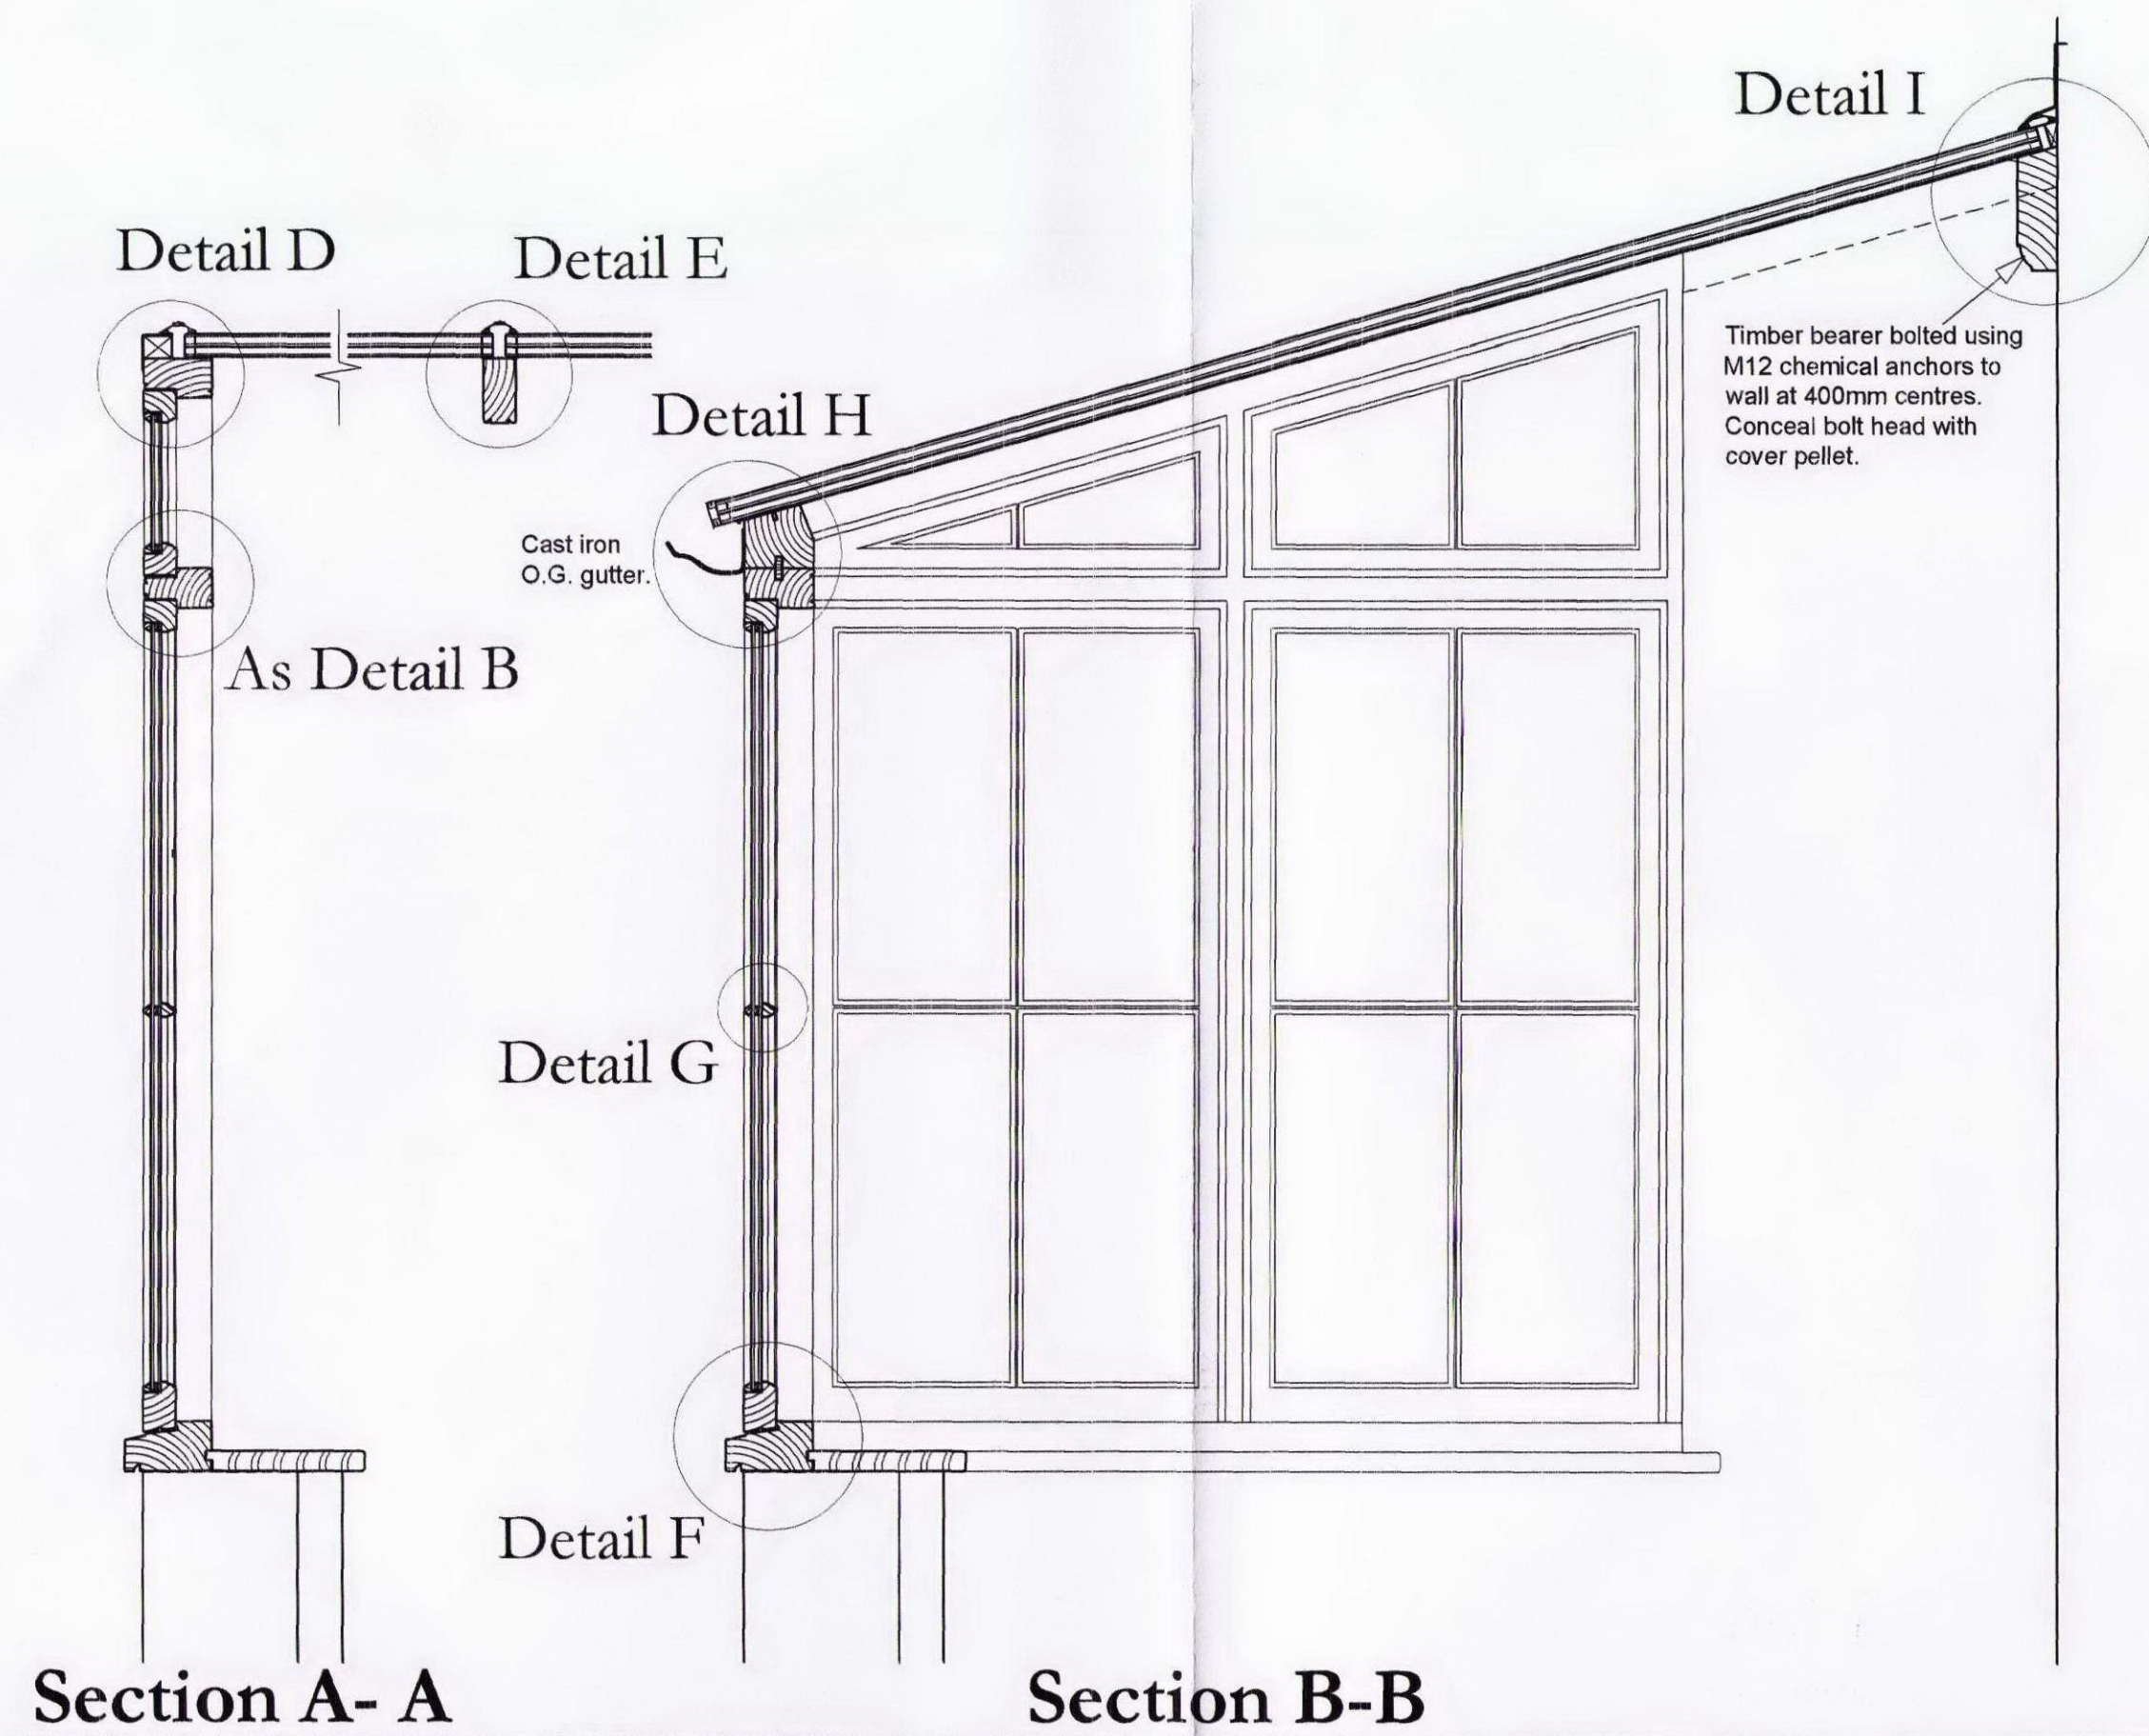 Detail I
Detail D
Detail E
Timber bearer bolted using
M12 chemical anchors to
wall at 400mm centres.
Conceal bolt head with
cover pellet.
Detail H
Cast iron
O.G. gutter.
As Detail B
Detail G
Detail F
Section A- A
Section B-B